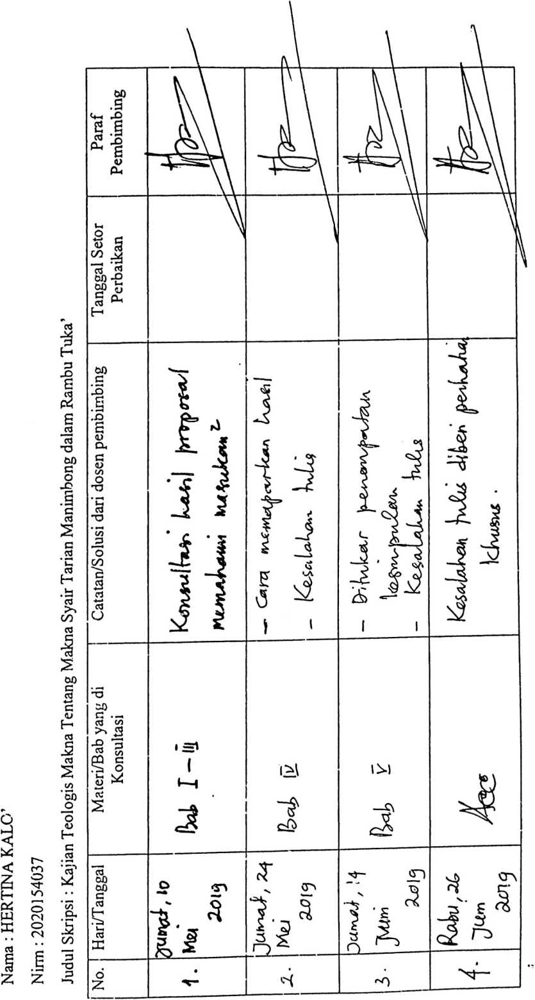 Nama : HERTINA KALO'
Nirm : 2020154037
Judul Skripsi : Kajian Teologis Makna Tentang Makna Syair Tarian Manimbong dalam Rambu Tuka'
No. Hari/Tanggal Materi/Bab yang di Konsultasi Catatan/Solusi dari dosen pembimbing Tanggal Setor Perbaikan Paraf Pembimbing
1. Jumat, 10 Mei 2019
Bab I - III
Konsultasi hasil proposal
memahami masukan2
2. Jumat, 24 Mei 2019
Bab IV
- Cara memaparkan hasil
- Kesalahan tulis
3. Jumat, 14 Juni 2019
Bab V
- Ditukar penempatan
kesimpulan
- Kesalahan tulis
4. Rabu, 26 Juni 2019
Acc
Kesalahan tulis diberi perhatian
khusus.